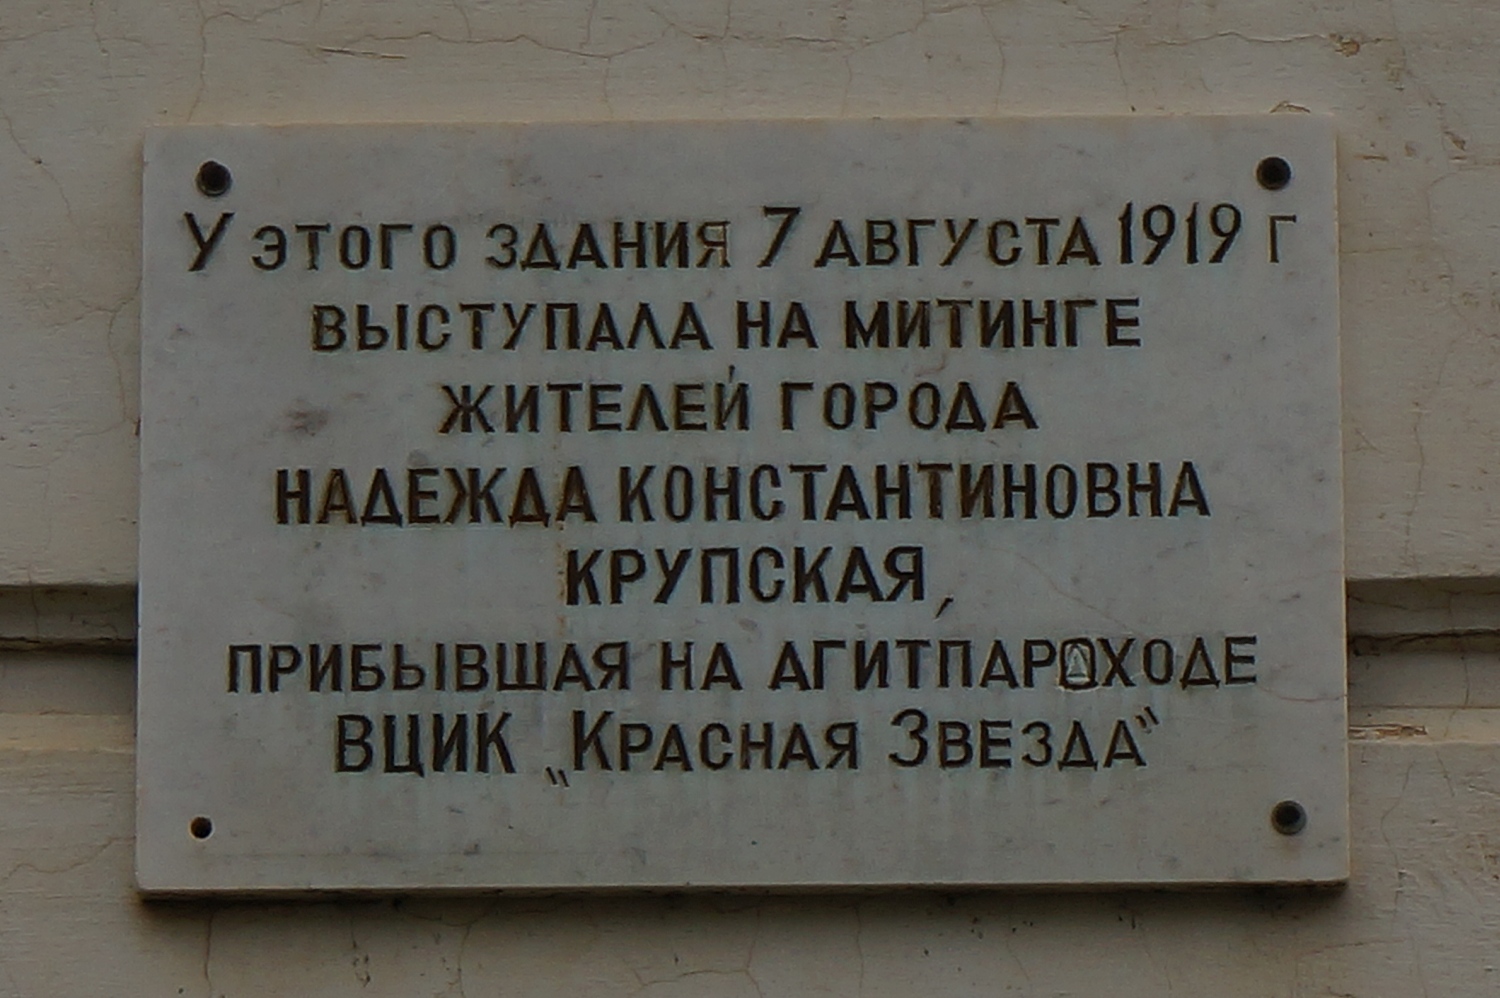 У ЭТОГО ЗДАНИЯ 7 АВГУСТА 1919 Г
ВЫСТУПАЛА НА МИТИНГЕ
ЖИТЕЛЕЙ ГОРОДА
НАДЕЖДА КОНСТАНТИНОВНА
КРУПСКАЯ,
ПРИБЫВШАЯ НА АГИТПАРОХОДЕ
ВЦИК „КРАСНАЯ ЗВЕЗДА“